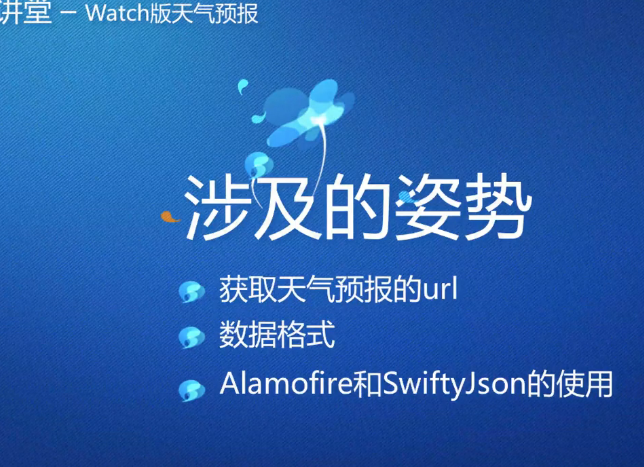 讲堂 – Watch版天气预报
涉及的姿势
获取天气预报的url
数据格式
Alamofire和SwiftyJson的使用